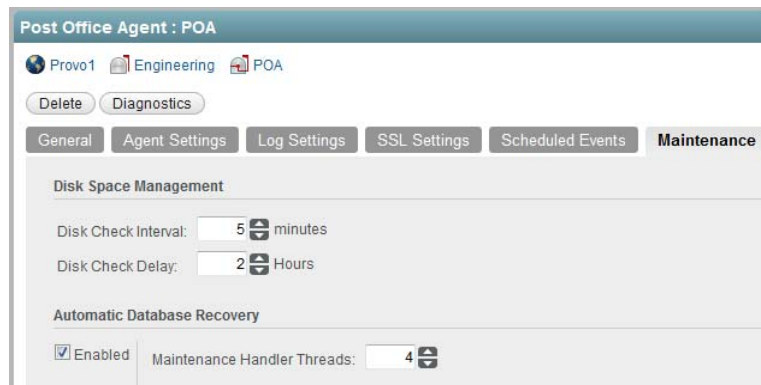 Post Office Agent : POA
Provo1 Engineering POA
Delete Diagnostics
General Agent Settings Log Settings SSL Settings Scheduled Events Maintenance
Disk Space Management
Disk Check Interval: 5 minutes
Disk Check Delay: 2 Hours
Automatic Database Recovery
Enabled Maintenance Handler Threads: 4